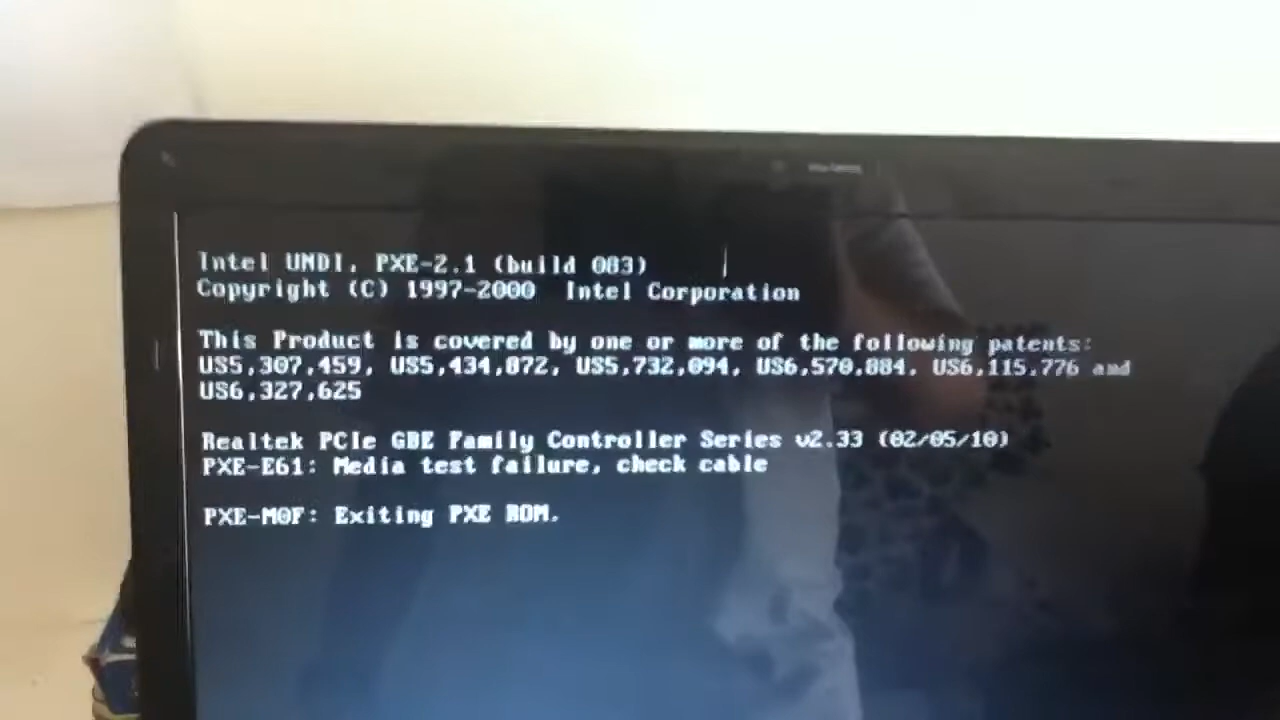 Intel UNDI, PXE-2.1 (build 083)
Copyright (C) 1997-2000 Intel Corporation
This Product is covered by one or more of the following patents:
US5,307,459, US5,434,872, US5,732,094, US6,570,884, US6,115,776 and
US6,327,625
Realtek PCIe GBE Family Controller Series v2.33 (02/05/10)
PXE-E61: Media test failure, check cable
PXE-M0F: Exiting PXE ROM.